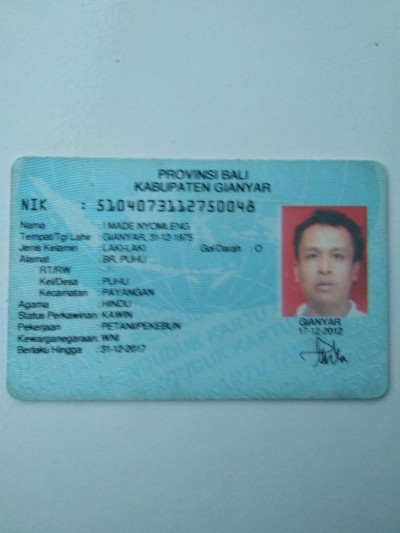 PROVINSI BALI
KABUPATEN GIANYAR
NIK : 5104073112750048
Nama : I MADE NYOMLENG
Tempat/Tgl Lahir : GIANYAR, 31-12-1975
Jenis Kelamin : LAKI-LAKI Gol Darah : O
Alamat : BR. PUHU
RT/RW : - / -
Kel/Desa : PUHU
Kecamatan : PAYANGAN
Agama : HINDU
Status Perkawinan : KAWIN
Pekerjaan : PETANI/PEKEBUN
Kewarganegaraan : WNI
Berlaku Hingga : 31-12-2017
GIANYAR
17-12-2012